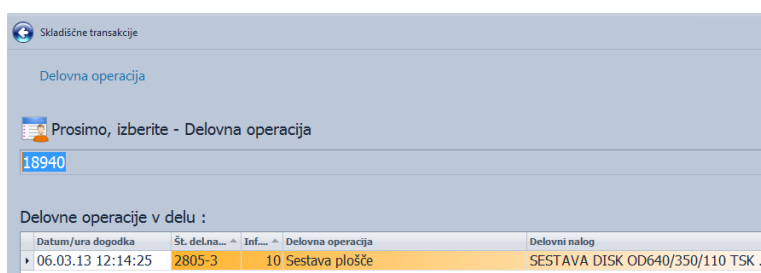 Skladiščne transakcije
Delovna operacija
Prosimo, izberite - Delovna operacija
18940
Delovne operacije v delu :
Datum/ura dogodka Št. del.na... Inf.... Delovna operacija Delovni nalog
06.03.13 12:14:25 2805-3 10 Sestava plošče SESTAVA DISK OD640/350/110 TSK .